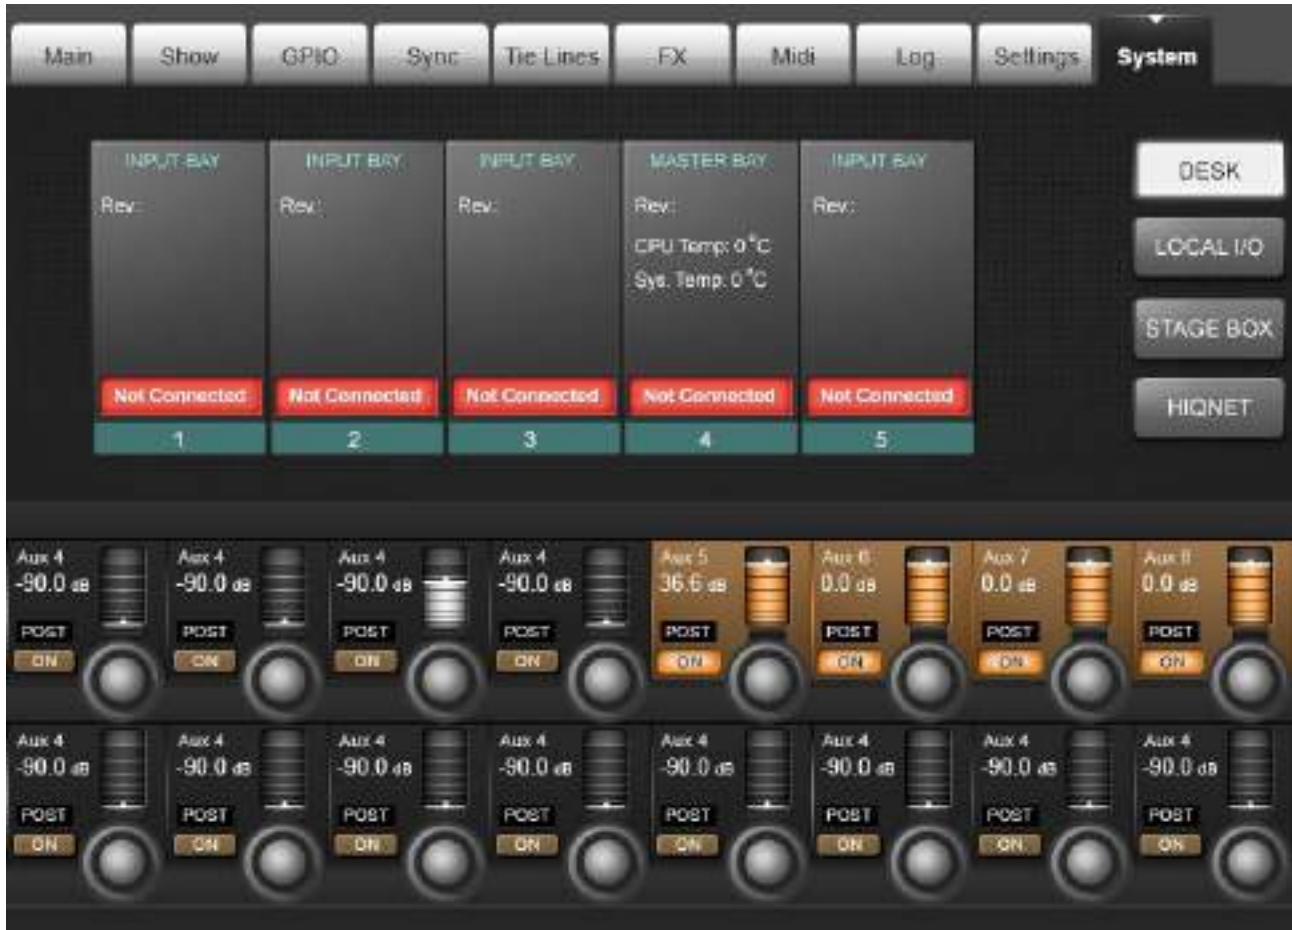 Main Show GPIO Sync Tie Lines FX Midi Log Settings System
INPUT BAY INPUT BAY INPUT BAY MASTER BAY INPUT BAY
DESK
Rev.: Rev.: Rev.: Rev.: Rev.:
CPU Temp: 0 °C
LOCAL I/O
Sys. Temp: 0 °C
STAGE BOX
Not Connected Not Connected Not Connected Not Connected Not Connected
HIQNET
1 2 3 4 5
Aux 4 Aux 4 Aux 4 Aux 4 Aux 5 Aux 6 Aux 7 Aux 8
-90.0 dB -90.0 dB -90.0 dB -90.0 dB 36.6 dB 0.0 dB 0.0 dB 0.0 dB
POST POST POST POST POST POST POST POST
ON ON ON ON ON ON ON ON
Aux 4 Aux 4 Aux 4 Aux 4 Aux 4 Aux 4 Aux 4 Aux 4
-90.0 dB -90.0 dB -90.0 dB -90.0 dB -90.0 dB -90.0 dB -90.0 dB -90.0 dB
POST POST POST POST POST POST POST POST
ON ON ON ON ON ON ON ON